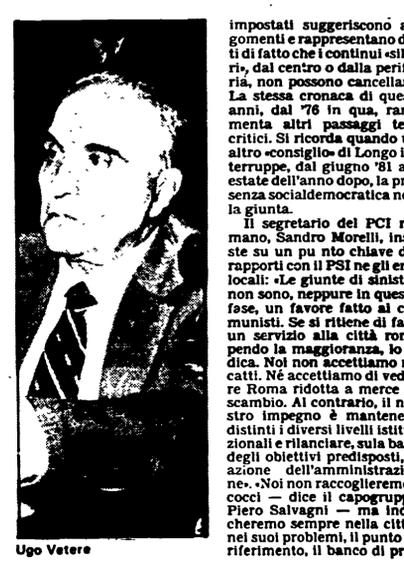 impostati suggeriscono a
gomenti e rappresentano d
ti di fatto che i continui «sil
ri», dal centro o dalla perif
ria, non possono cancellar
La stessa cronaca di ques
anni, dal '76 in qua, ram
menta altri passaggi te
critici. Si ricorda quando u
altro «consiglio» di Longo i
terruppe, dal giugno '81 a
estate dell'anno dopo, la pr
senza socialdemocratica ne
la giunta.
Il segretario del PCI r
mano, Sandro Morelli, in
ste su un pu nto chiave d
rapporti con il PSI ne gli en
locali: «Le giunte di sinist
non sono, neppure in ques
fase, un favore fatto ai c
munisti. Se si ritiene di fa
un servizio alla città ro
pendo la maggioranza, lo
dica. Noi non accettiamo r
catti. Né accettiamo di ved
re Roma ridotta a merce
scambio. Al contrario, il n
stro impegno è mantene
distinti i diversi livelli istit
zionali e rilanciare, sula ba
degli obiettivi predisposti,
azione dell'amministrazi
ne». «Noi non raccoglierem
cocci — dice il capogrupp
Piero Salvagni — ma ind
cheremo sempre nella citt
nei suoi problemi, il punto
riferimento, il banco di pr
Ugo Vetere